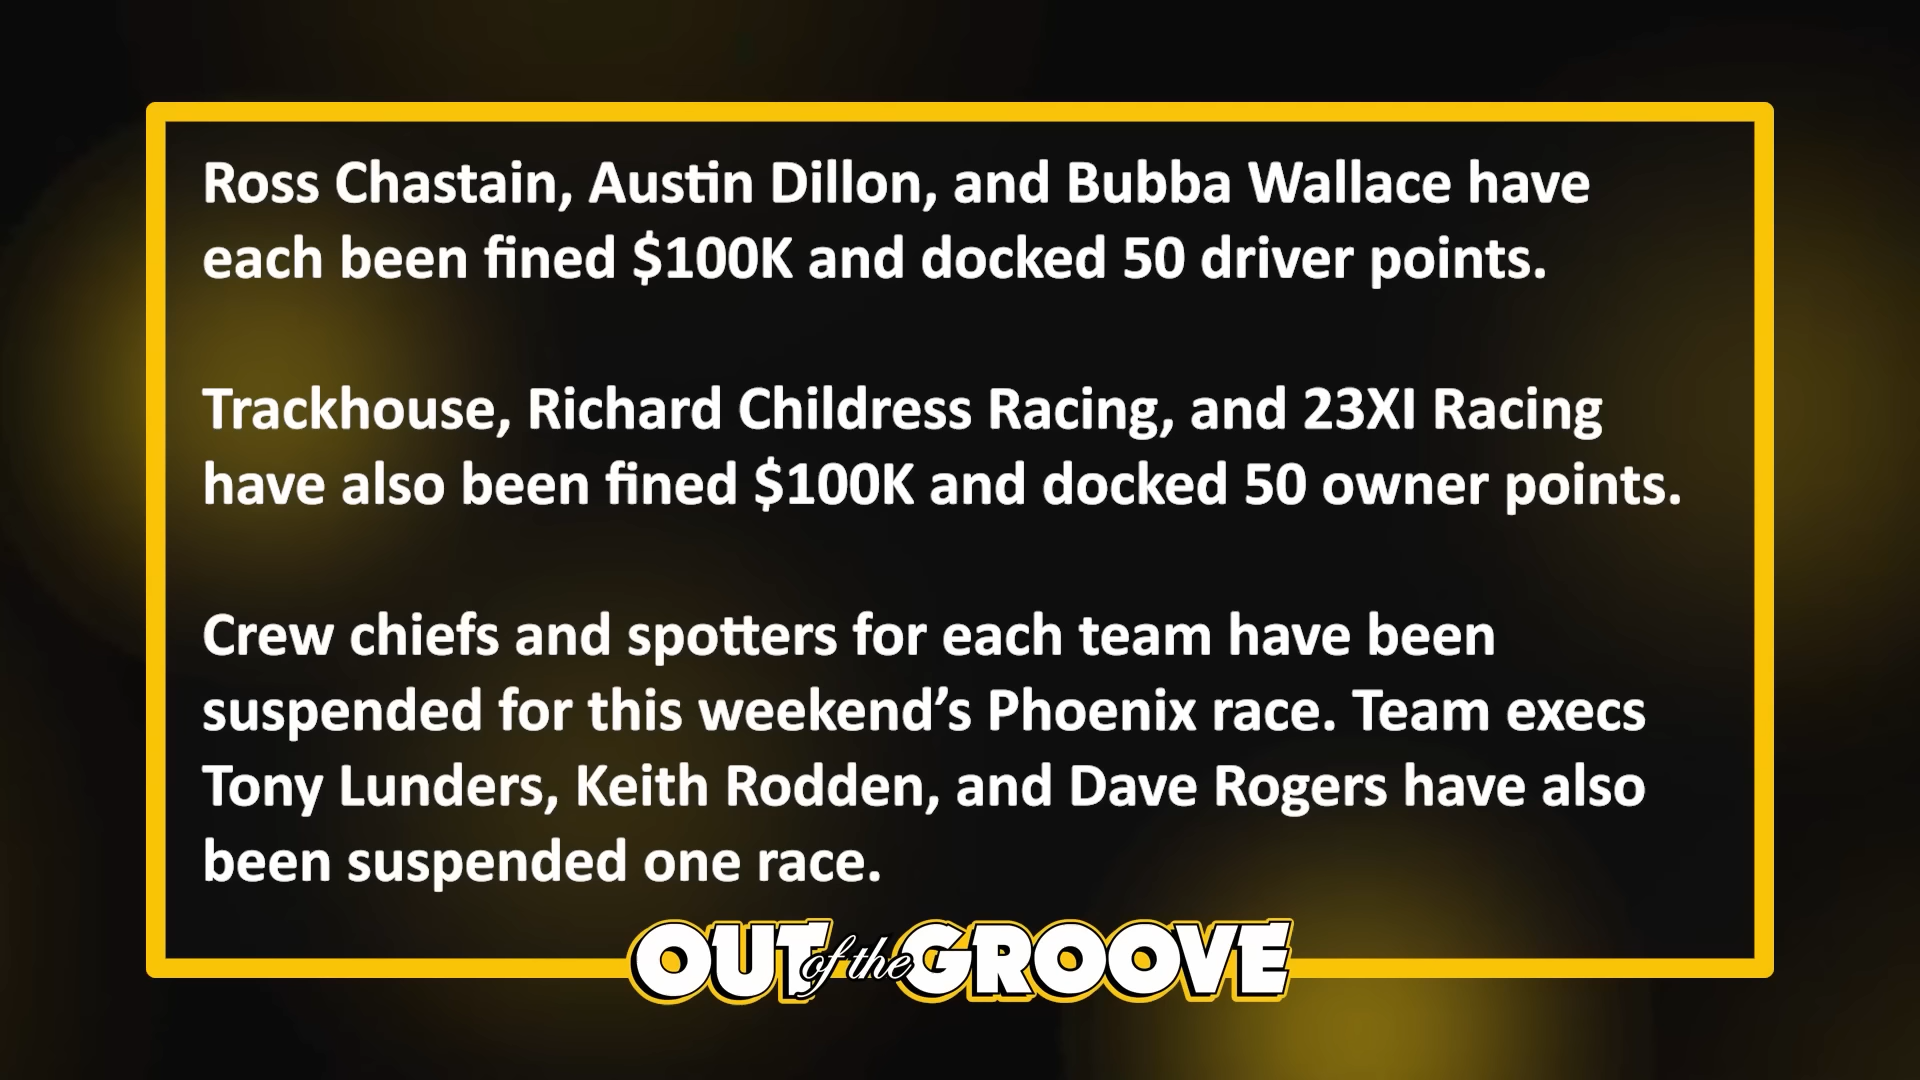 Ross Chastain, Austin Dillon, and Bubba Wallace have
each been fined $100K and docked 50 driver points.
Trackhouse, Richard Childress Racing, and 23XI Racing
have also been fined $100K and docked 50 owner points.
Crew chiefs and spotters for each team have been
suspended for this weekend’s Phoenix race. Team execs
Tony Lunders, Keith Rodden, and Dave Rogers have also
been suspended one race.
OUT of the GROOVE